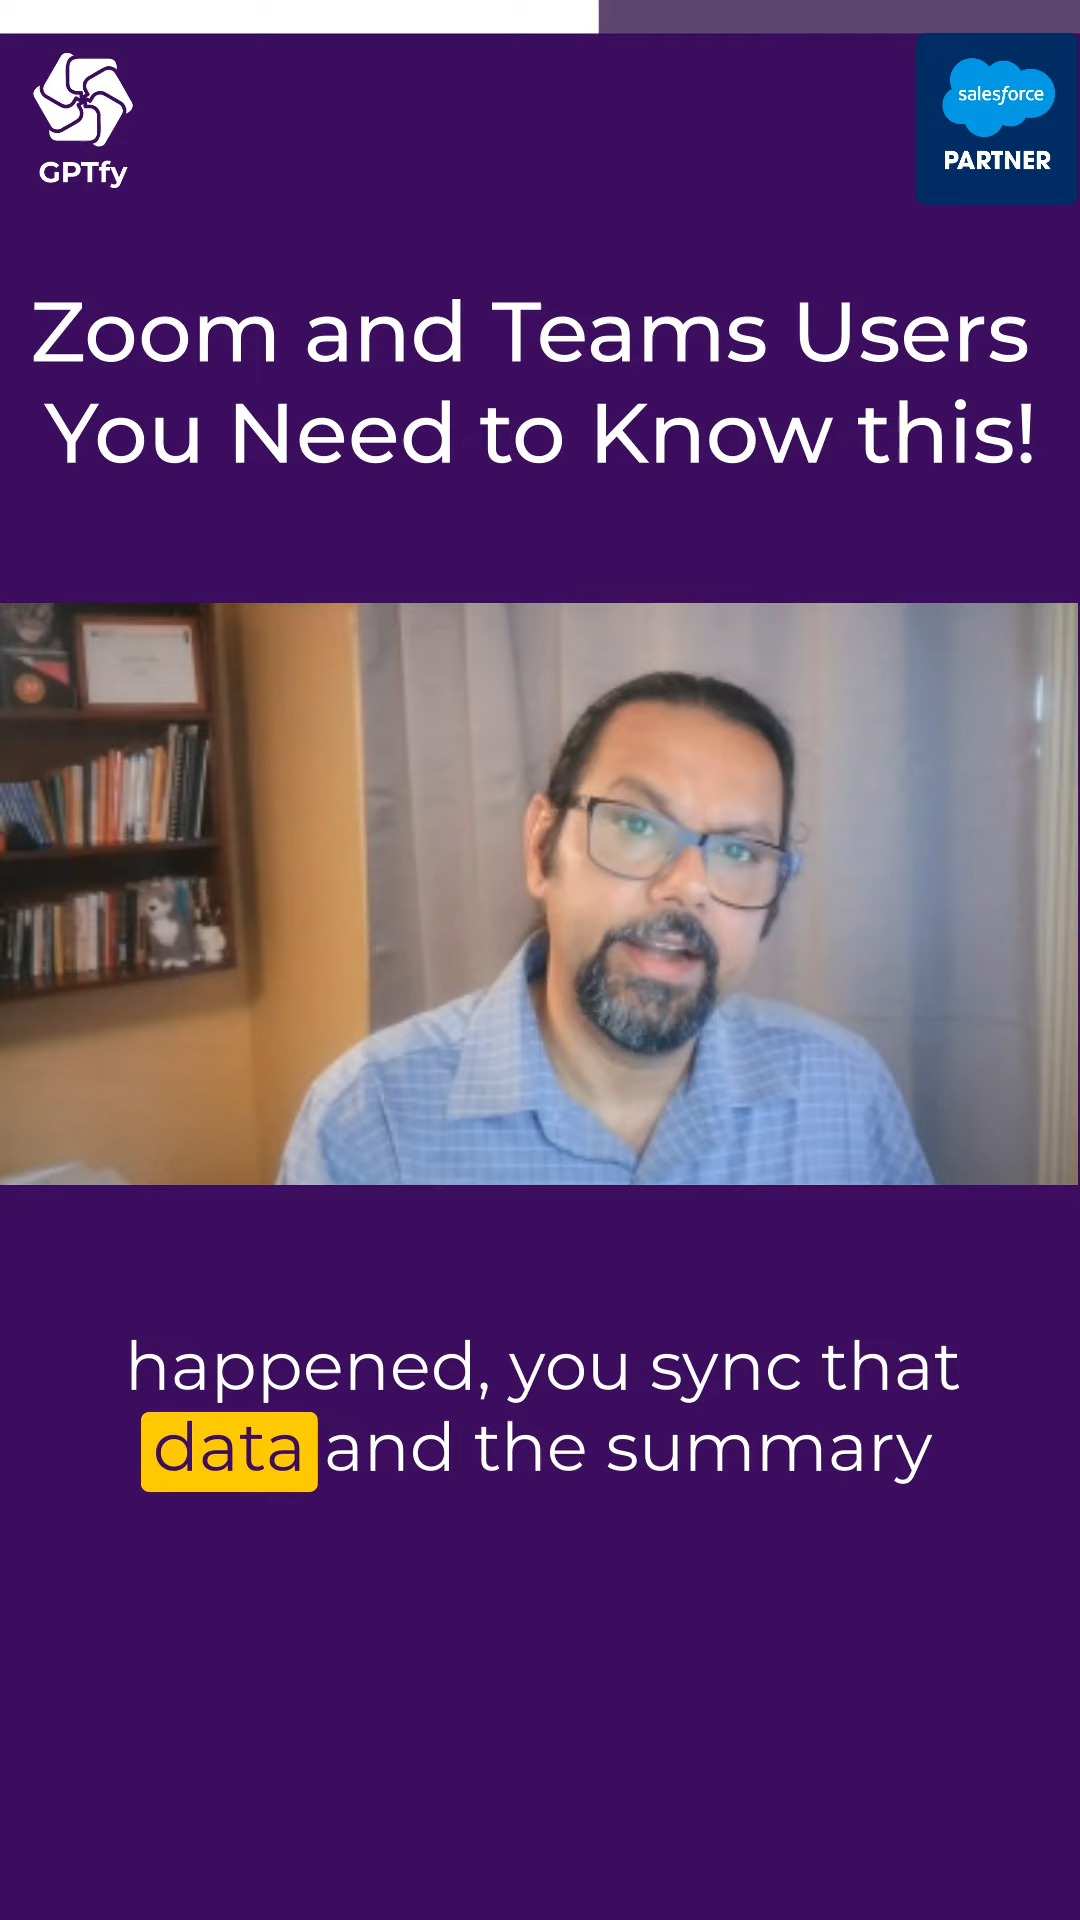 GPTfy
salesforce
PARTNER
Zoom and Teams Users
You Need to Know this!
happened, you sync that
data and the summary